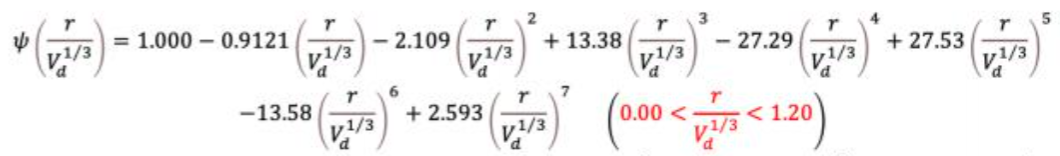 ψ(r/V_d^{1/3}) = 1.000 − 0.9121(r/V_d^{1/3}) − 2.109(r/V_d^{1/3})^2 + 13.38(r/V_d^{1/3})^3 − 27.29(r/V_d^{1/3})^4 + 27.53(r/V_d^{1/3})^5
−13.58(r/V_d^{1/3})^6 + 2.593(r/V_d^{1/3})^7 (0.00 < r/V_d^{1/3} < 1.20)